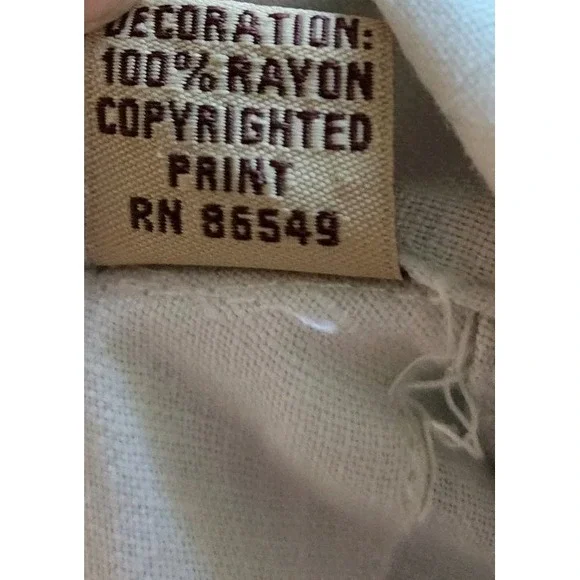 DECORATION:
100% RAYON
COPYRIGHTED
PRINT
RN 86549